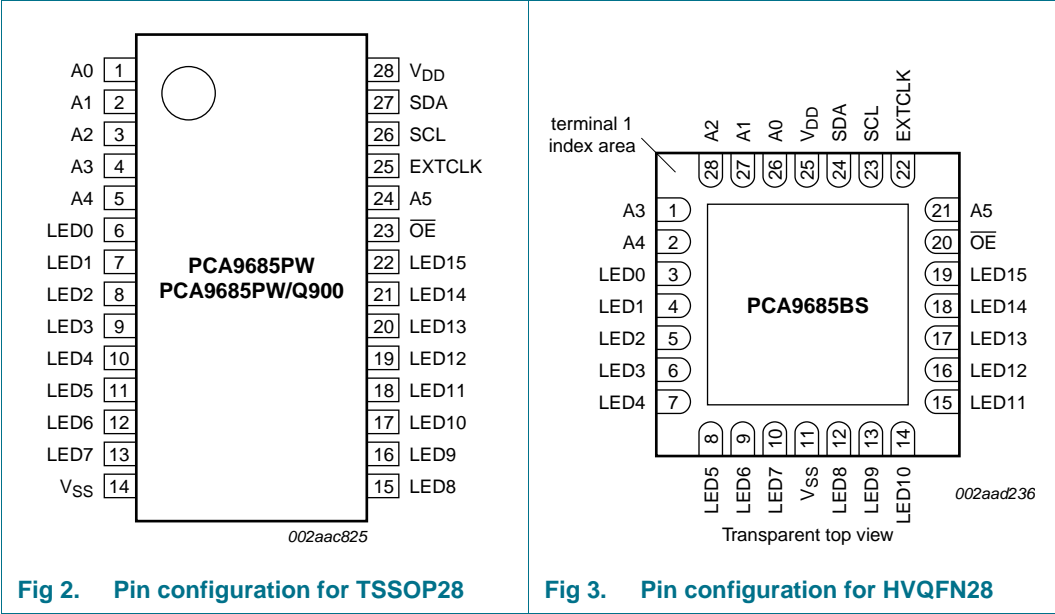 A0 1
A1 2
A2 3
A3 4
A4 5
LED0 6
LED1 7
LED2 8
LED3 9
LED4 10
LED5 11
LED6 12
LED7 13
VSS 14
PCA9685PW
PCA9685PW/Q900
28 VDD
27 SDA
26 SCL
25 EXTCLK
24 A5
23 OE
22 LED15
21 LED14
20 LED13
19 LED12
18 LED11
17 LED10
16 LED9
15 LED8
002aac825
Fig 2. Pin configuration for TSSOP28
terminal 1
index area
A2 28
A1 27
A0 26
VDD 25
SDA 24
SCL 23
EXTCLK 22
A3 1
A4 2
LED0 3
LED1 4
LED2 5
LED3 6
LED4 7
PCA9685BS
21 A5
20 OE
19 LED15
18 LED14
17 LED13
16 LED12
15 LED11
LED5 8
LED6 9
LED7 10
VSS 11
LED8 12
LED9 13
LED10 14
002aad236
Transparent top view
Fig 3. Pin configuration for HVQFN28